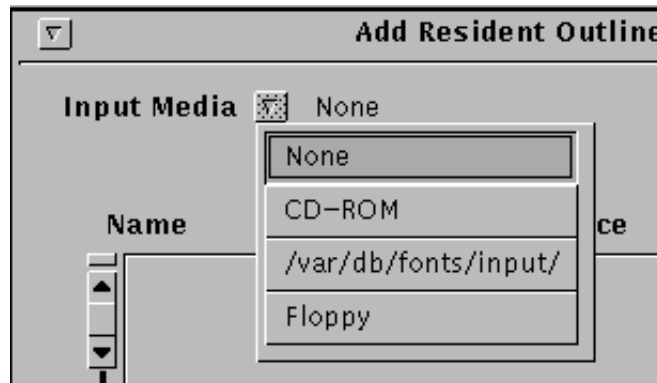 Add Resident Outline
Input Media None
None
CD-ROM
Name ce
/var/db/fonts/input/
Floppy